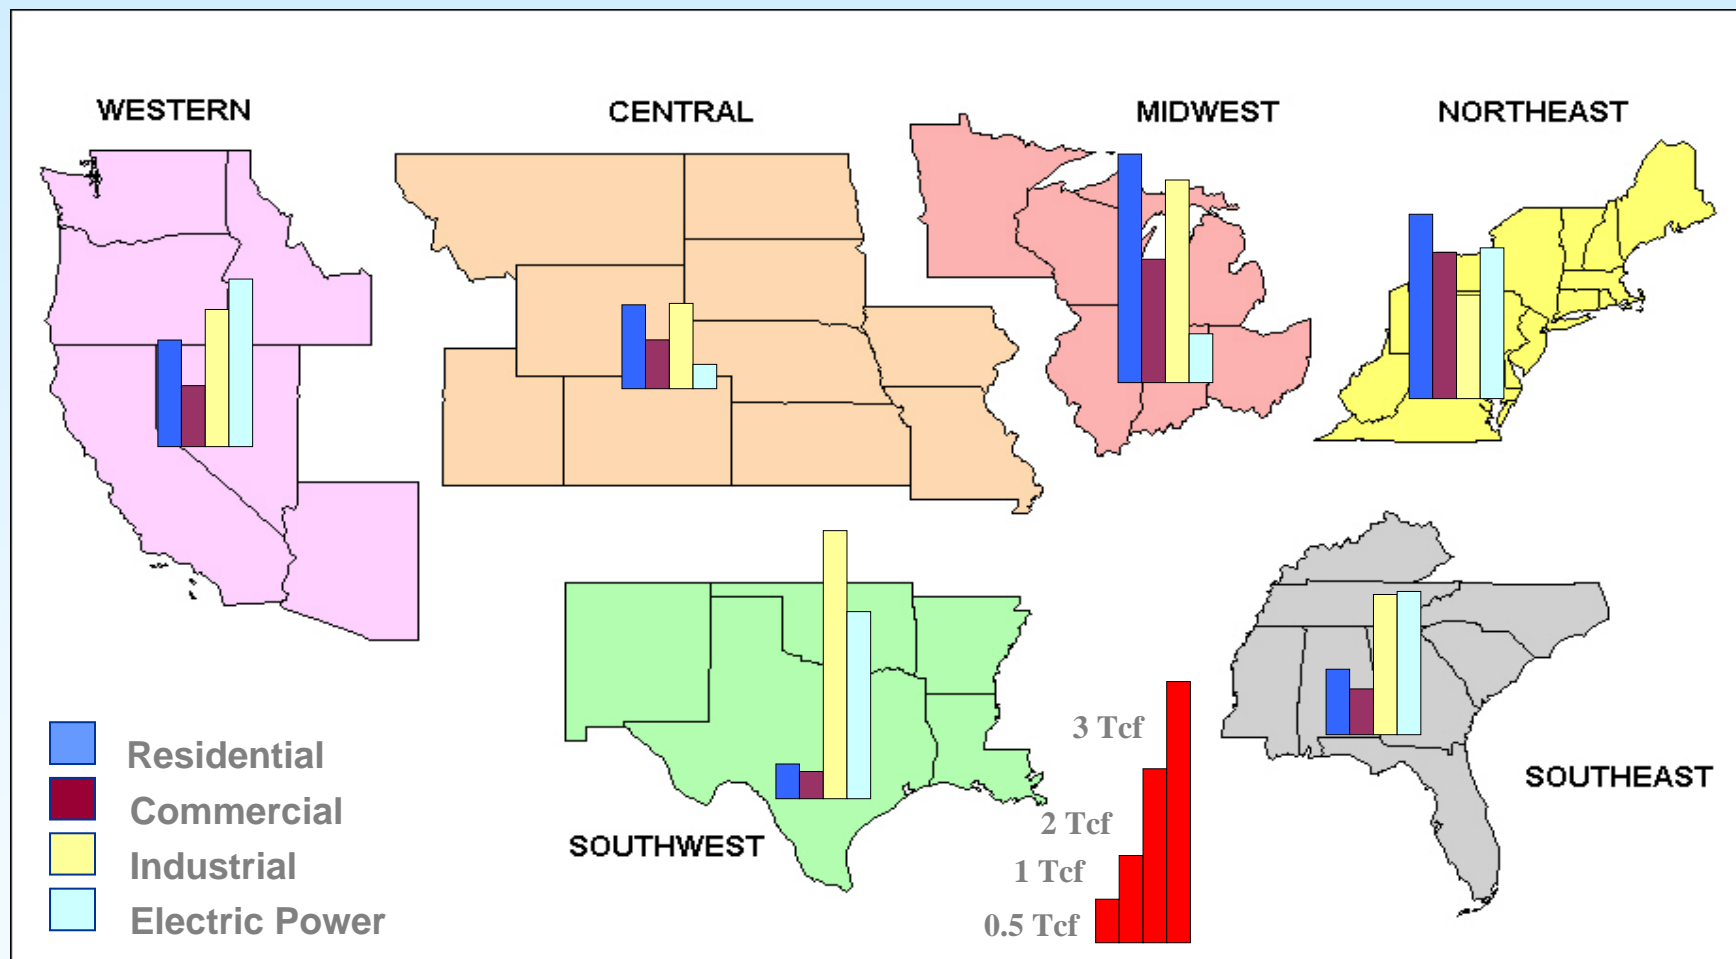 WESTERN
CENTRAL
MIDWEST
NORTHEAST
SOUTHWEST
SOUTHEAST
Residential
Commercial
Industrial
Electric Power
3 Tcf
2 Tcf
1 Tcf
0.5 Tcf